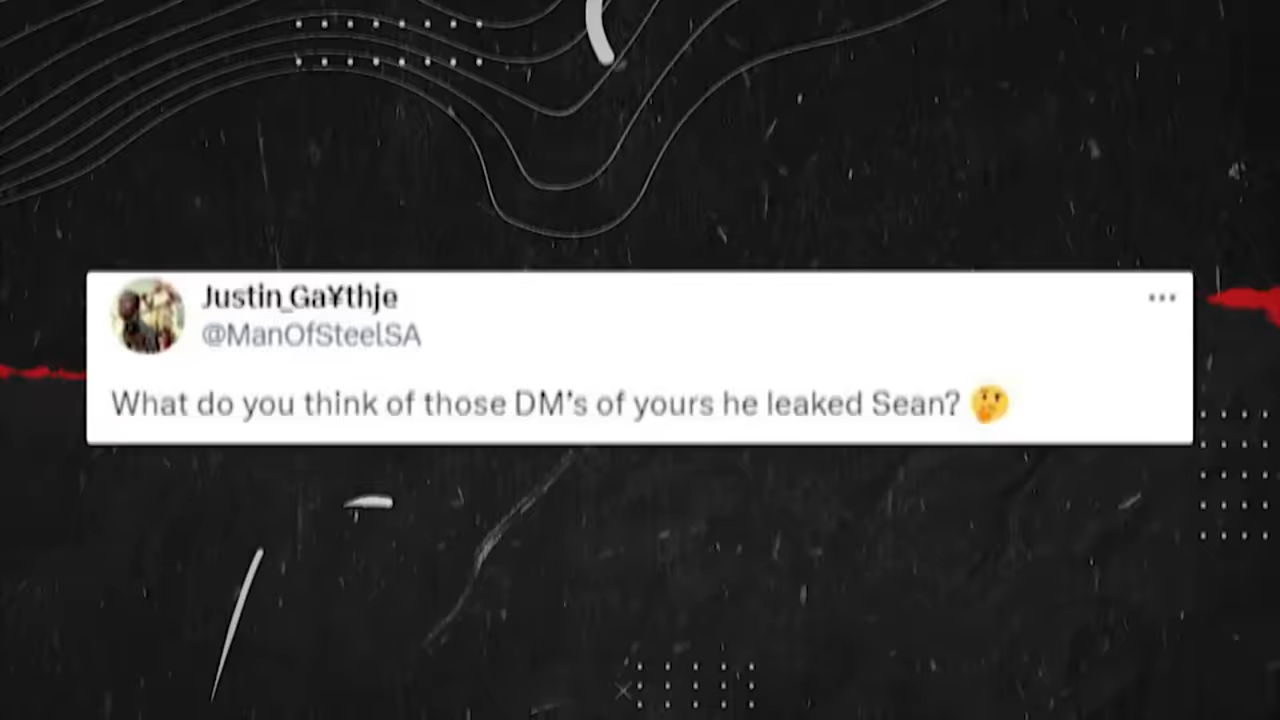 Justin_Ga¥thje
@ManOfSteelSA
What do you think of those DM's of yours he leaked Sean? 🤔